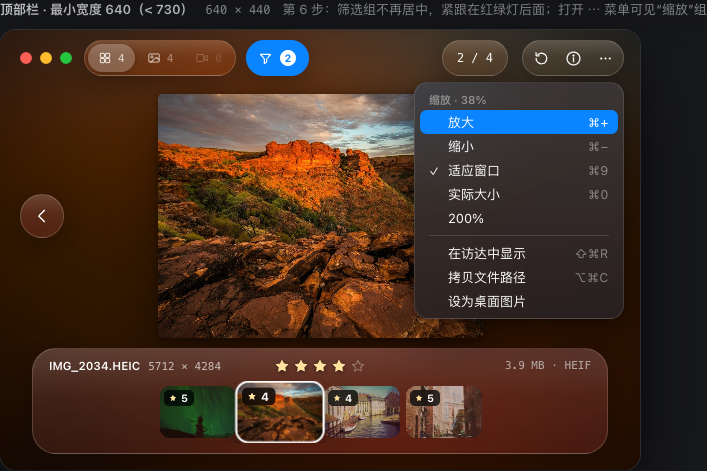 顶部栏 · 最小宽度 640（< 730） 640 × 440 第 6 步：筛选组不再居中，紧跟在红绿灯后面；打开 ··· 菜单可见“缩放”组
4 4 0 2 2 / 4
缩放 · 38%
放大 ⌘+
缩小 ⌘−
✓ 适应窗口 ⌘9
实际大小 ⌘0
200%
在访达中显示 ⇧⌘R
拷贝文件路径 ⌥⌘C
设为桌面图片
IMG_2034.HEIC 5712 × 4284 ★★★★☆ 3.9 MB · HEIF
★ 5 ★ 4 ★ 4 ★ 5